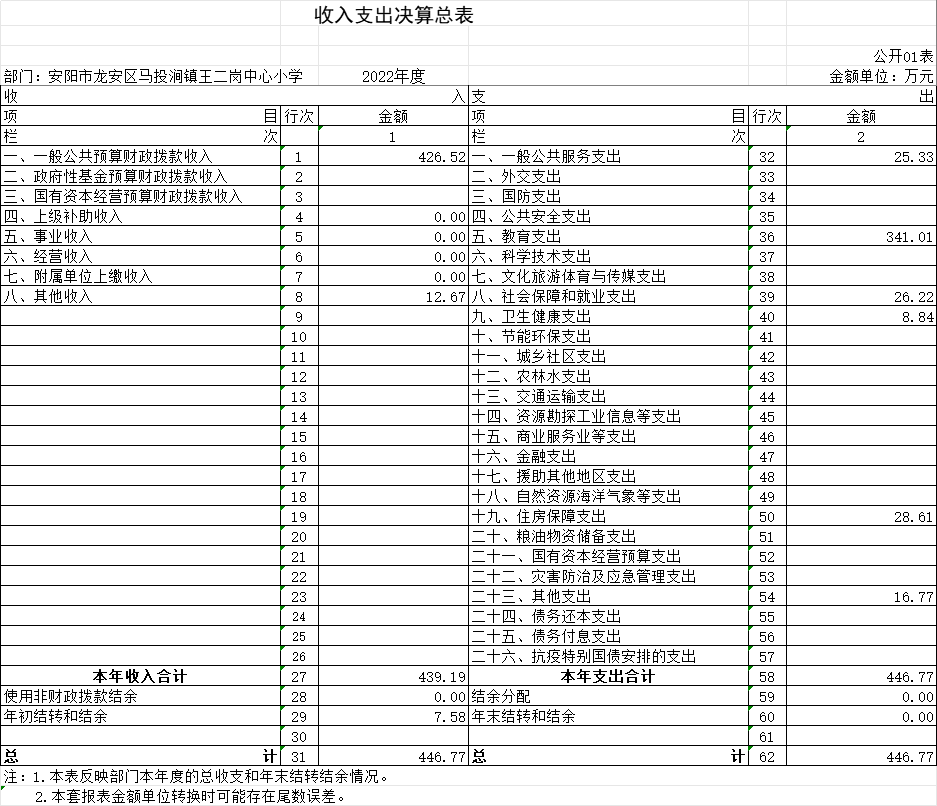 收入支出决算总表
公开01表
部门：安阳市龙安区马投涧镇王二岗中心小学 2022年度 金额单位：万元
收 入 支 出
项 目 行次 金额 项 目 行次 金额
栏 次 1 栏 次 2
一、一般公共预算财政拨款收入 1 426.52 一、一般公共服务支出 32 25.33
二、政府性基金预算财政拨款收入 2 二、外交支出 33
三、国有资本经营预算财政拨款收入 3 三、国防支出 34
四、上级补助收入 4 0.00 四、公共安全支出 35
五、事业收入 5 0.00 五、教育支出 36 341.01
六、经营收入 6 0.00 六、科学技术支出 37
七、附属单位上缴收入 7 0.00 七、文化旅游体育与传媒支出 38
八、其他收入 8 12.67 八、社会保障和就业支出 39 26.22
9 九、卫生健康支出 40 8.84
10 十、节能环保支出 41
11 十一、城乡社区支出 42
12 十二、农林水支出 43
13 十三、交通运输支出 44
14 十四、资源勘探工业信息等支出 45
15 十五、商业服务业等支出 46
16 十六、金融支出 47
17 十七、援助其他地区支出 48
18 十八、自然资源海洋气象等支出 49
19 十九、住房保障支出 50 28.61
20 二十、粮油物资储备支出 51
21 二十一、国有资本经营预算支出 52
22 二十二、灾害防治及应急管理支出 53
23 二十三、其他支出 54 16.77
24 二十四、债务还本支出 55
25 二十五、债务付息支出 56
26 二十六、抗疫特别国债安排的支出 57
本年收入合计 27 439.19 本年支出合计 58 446.77
使用非财政拨款结余 28 0.00 结余分配 59 0.00
年初结转和结余 29 7.58 年末结转和结余 60 0.00
30 61
总 计 31 446.77 总 计 62 446.77
注：1.本表反映部门本年度的总收支和年末结转结余情况。
2.本套报表金额单位转换时可能存在尾数误差。